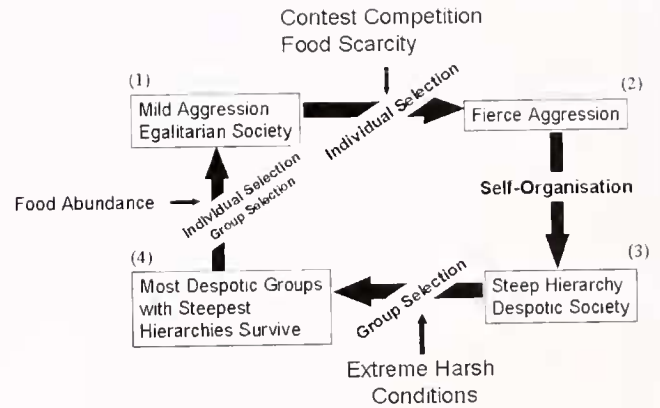 Contest Competition
Food Scarcity
(1)
Mild Aggression
Egalitarian Society
Individual Selection
(2)
Fierce Aggression
Self-Organisation
(3)
Steep Hierarchy
Despotic Society
Group Selection
Extreme Harsh
Conditions
(4)
Most Despotic Groups
with Steepest
Hierarchies Survive
Food Abundance
Individual Selection
Group Selection